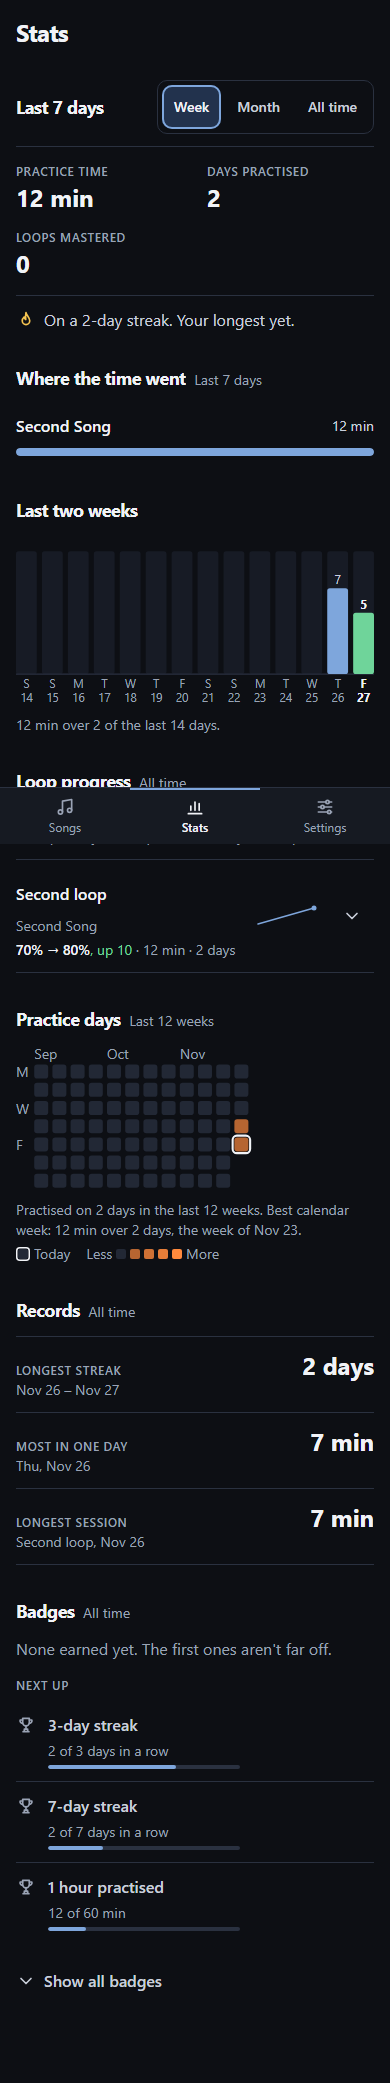 Stats
Last 7 days
Week Month All time
PRACTICE TIME DAYS PRACTISED
12 min 2
LOOPS MASTERED
0
On a 2-day streak. Your longest yet.
Where the time went Last 7 days
Second Song 12 min
Last two weeks
7
5
S S M T W T F S S M T W T F
14 15 16 17 18 19 20 21 22 23 24 25 26 27
12 min over 2 of the last 14 days.
Loop progress All time
Songs Stats Settings
Second loop
Second Song
70% → 80%, up 10 · 12 min · 2 days
Practice days Last 12 weeks
Sep Oct Nov
M
W
F
Practised on 2 days in the last 12 weeks. Best calendar
week: 12 min over 2 days, the week of Nov 23.
Today Less More
Records All time
LONGEST STREAK 2 days
Nov 26 – Nov 27
MOST IN ONE DAY 7 min
Thu, Nov 26
LONGEST SESSION 7 min
Second loop, Nov 26
Badges All time
None earned yet. The first ones aren't far off.
NEXT UP
3-day streak
2 of 3 days in a row
7-day streak
2 of 7 days in a row
1 hour practised
12 of 60 min
Show all badges